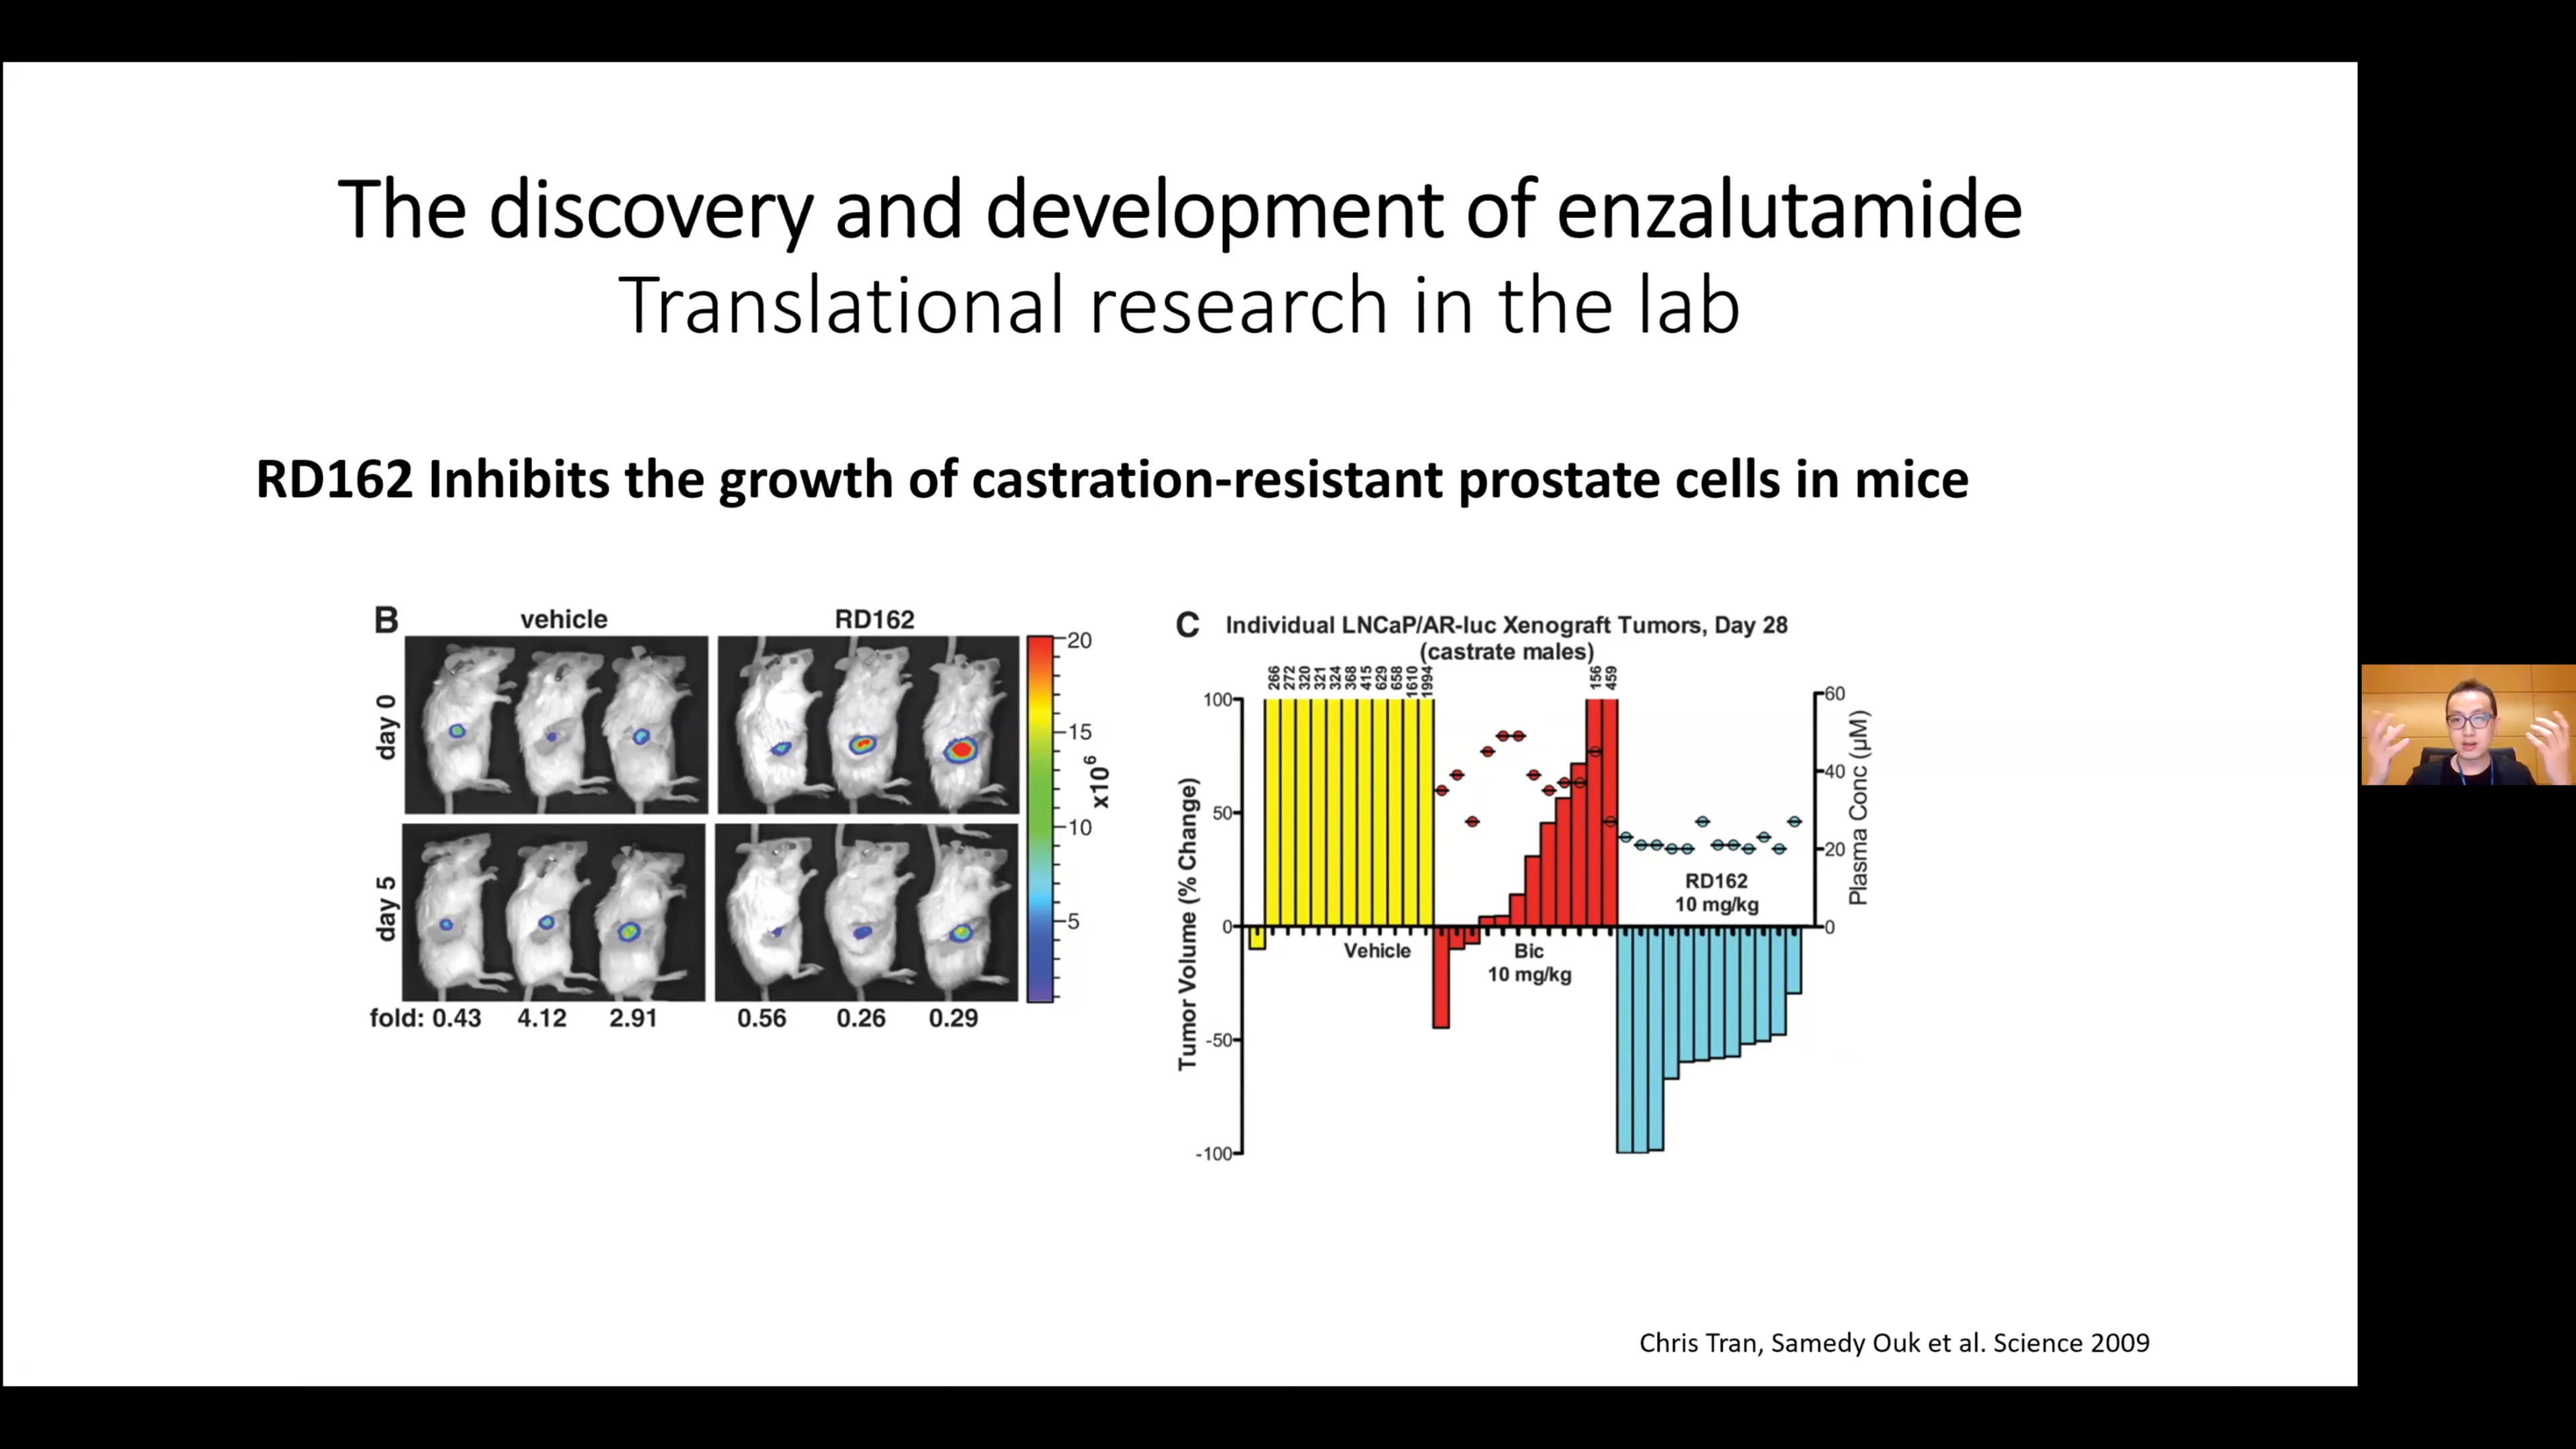 The discovery and development of enzalutamide
Translational research in the lab
RD162 Inhibits the growth of castration-resistant prostate cells in mice
B
vehicle
RD162
day 0
day 5
20
15
10
5
x10⁶
fold: 0.43 4.12 2.91 0.56 0.26 0.29
C Individual LNCaP/AR-luc Xenograft Tumors, Day 28
(castrate males)
266 272 320 321 324 368 415 629 658 1610 1994 156 459
Tumor Volume (% Change)
100
50
0
-50
-100
Vehicle
Bic
10 mg/kg
RD162
10 mg/kg
60
40
20
0
Plasma Conc (µM)
Chris Tran, Samedy Ouk et al. Science 2009